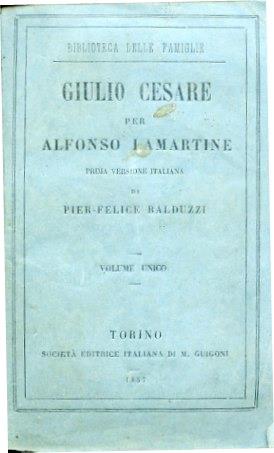 BIBLIOTECA DELLE FAMIGLIE
GIULIO CESARE
PER
ALFONSO LAMARTINE
PRIMA VERSIONE ITALIANA
DI
PIER-FELICE BALDUZZI
VOLUME UNICO
TORINO
SOCIETÀ EDITRICE ITALIANA DI M. GUIGONI
1857